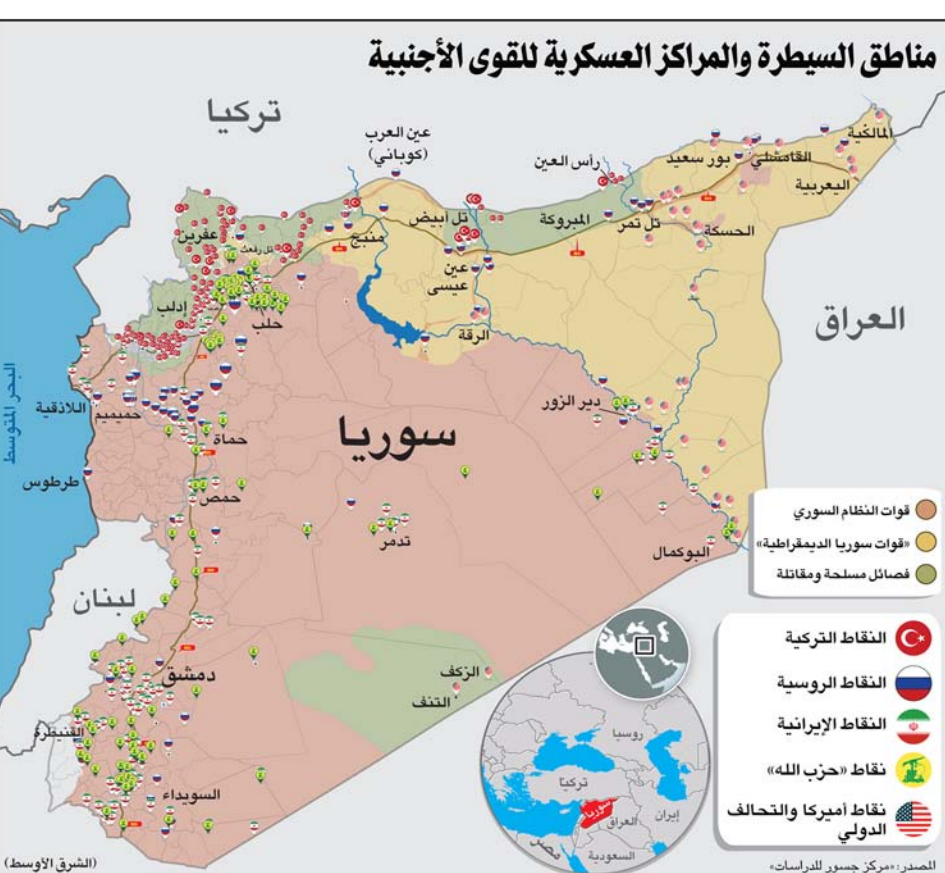 مناطق السيطرة والمراكز العسكرية للقوى الأجنبية
تركيا
عين العرب
(كوباني)
رأس العين
بور سعيد
القامشلي
المالكية
اليعربية
عفرين
تل رفعت
منبج
تل أبيض
المبروكة
تل تمر
الحسكة
إدلب
حلب
عين
عيسى
الرقة
العراق
البحر المتوسط
اللاذقية
حميميم
حماة
سوريا
دير الزور
طرطوس
حمص
تدمر
البوكمال
لبنان
دمشق
الزكف
التنف
القنيطرة
السويداء
قوات النظام السوري
«قوات سوريا الديمقراطية»
فصائل مسلحة ومقاتلة
النقاط التركية
النقاط الروسية
النقاط الإيرانية
نقاط «حزب الله»
نقاط أميركا والتحالف
الدولي
روسيا
تركيا
سوريا
العراق
إيران
مصر
السعودية
(الشرق الأوسط)
المصدر: «مركز جسور للدراسات»